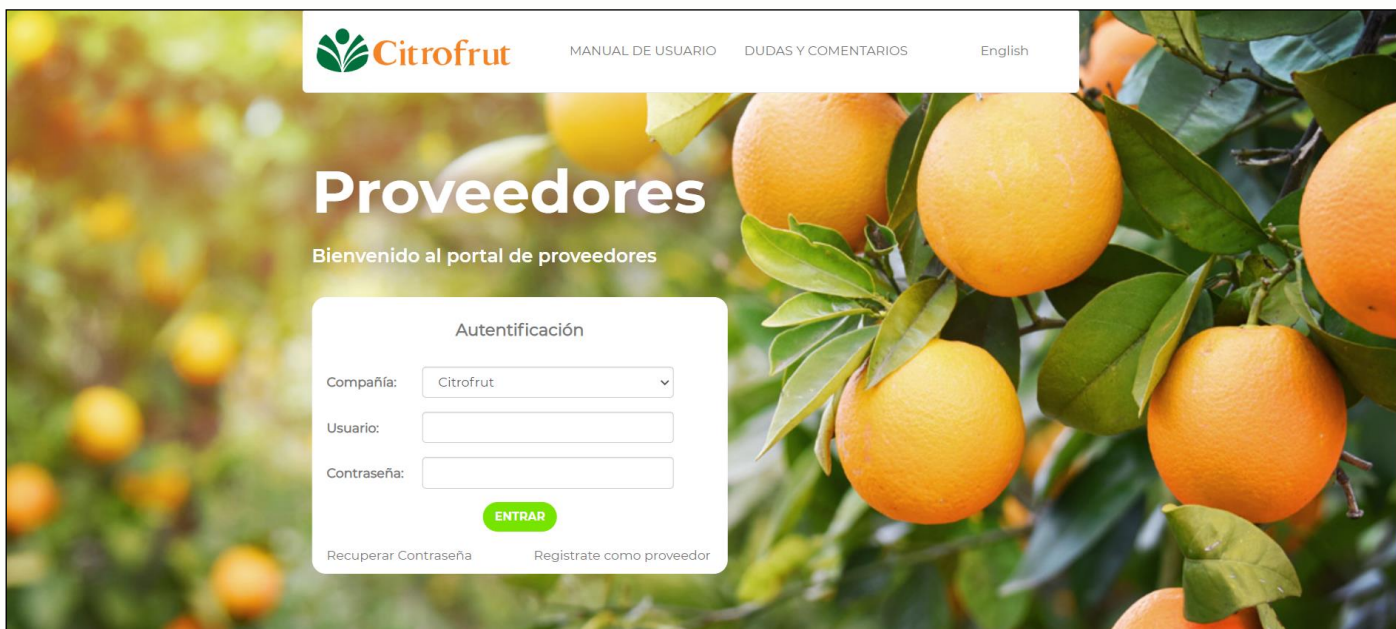 Citrofrut
MANUAL DE USUARIO DUDAS Y COMENTARIOS English
Proveedores
Bienvenido al portal de proveedores
Autentificación
Compañía: Citrofrut
Usuario:
Contraseña:
ENTRAR
Recuperar Contraseña Registrate como proveedor